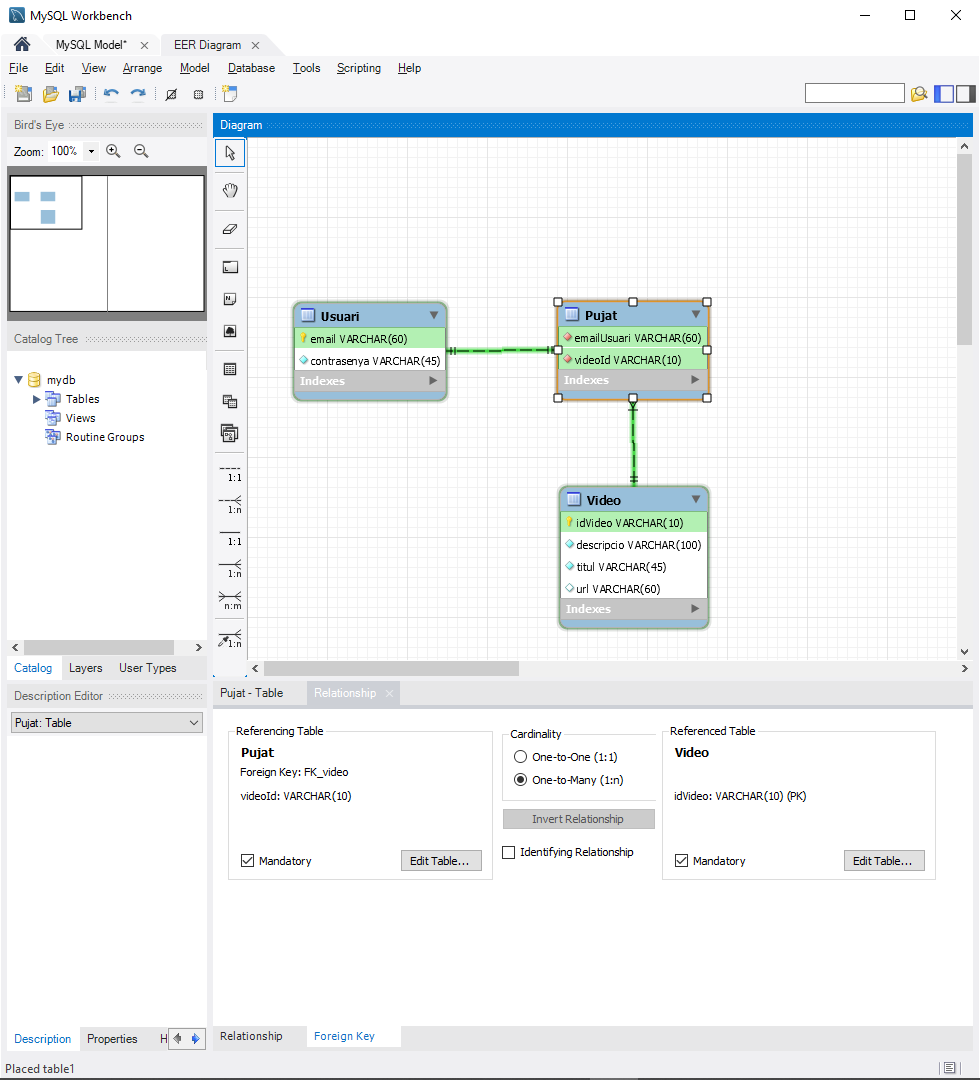 MySQL Workbench
MySQL Model*
EER Diagram
File Edit View Arrange Model Database Tools Scripting Help
Bird's Eye
Zoom: 100%
Catalog Tree
mydb
Tables
Views
Routine Groups
Catalog Layers User Types
Description Editor
Pujat: Table
Description Properties H
Diagram
1:1
1:n
1:1
1:n
n:m
1:n
Usuari
email VARCHAR(60)
contrasenya VARCHAR(45)
Indexes
Pujat
emailUsuari VARCHAR(60)
videoId VARCHAR(10)
Indexes
Video
idVideo VARCHAR(10)
descripcio VARCHAR(100)
titul VARCHAR(45)
url VARCHAR(60)
Indexes
Pujat - Table
Relationship
Referencing Table
Pujat
Foreign Key: FK_video
videoId: VARCHAR(10)
Mandatory
Edit Table...
Cardinality
One-to-One (1:1)
One-to-Many (1:n)
Invert Relationship
Identifying Relationship
Referenced Table
Video
idVideo: VARCHAR(10) (PK)
Mandatory
Edit Table...
Relationship
Foreign Key
Placed table1